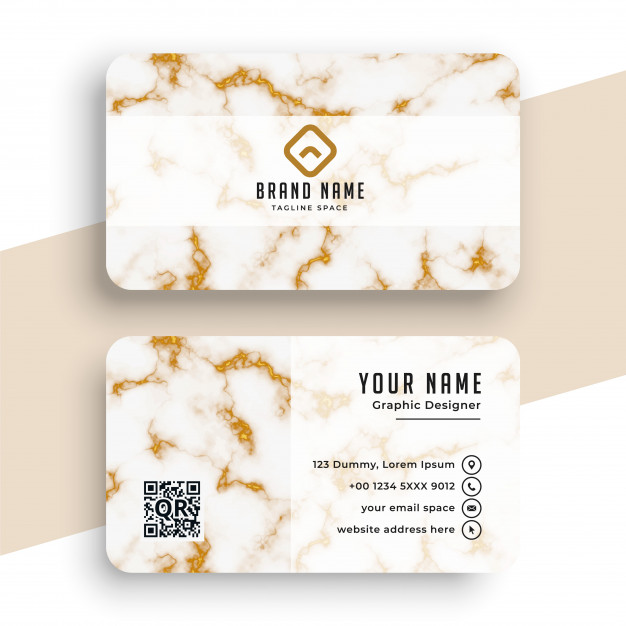 BRAND NAME
TAGLINE SPACE
YOUR NAME
Graphic Designer
123 Dummy, Lorem Ipsum
+00 1234 5XXX 9012
your email space
website address here
QR